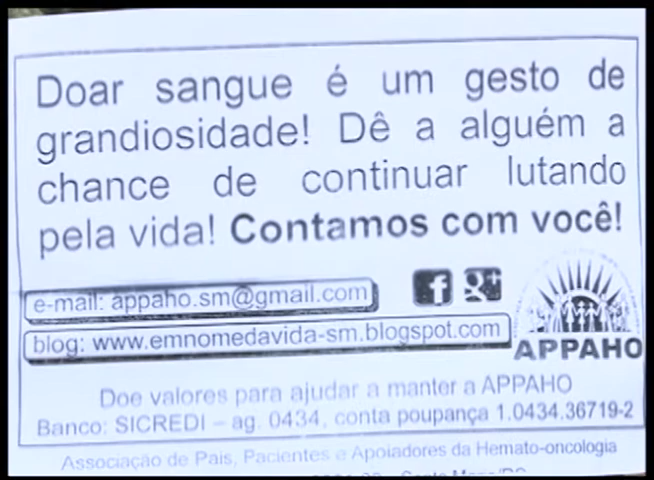 Doar sangue é um gesto de
grandiosidade! Dê a alguém a
chance de continuar lutando
pela vida! Contamos com você!
e-mail: appaho.sm@gmail.com
blog: www.emnomedavida-sm.blogspot.com
APPAHO
Doe valores para ajudar a manter a APPAHO
Banco: SICREDI – ag. 0434, conta poupança 1.0434.36719-2
Associação de Pais, Pacientes e Apoiadores da Hemato-oncologia